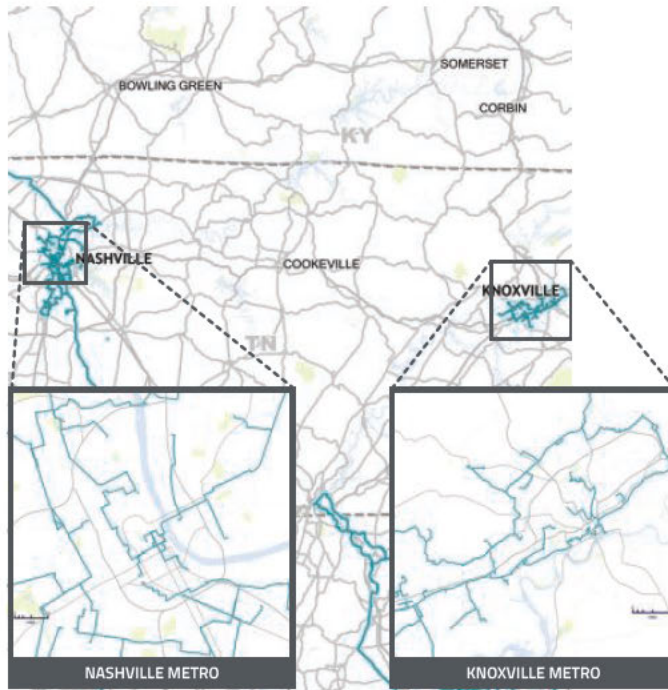 SOMERSET
BOWLING GREEN
CORBIN
KY
NASHVILLE
COOKEVILLE
KNOXVILLE
TN
NASHVILLE METRO
KNOXVILLE METRO